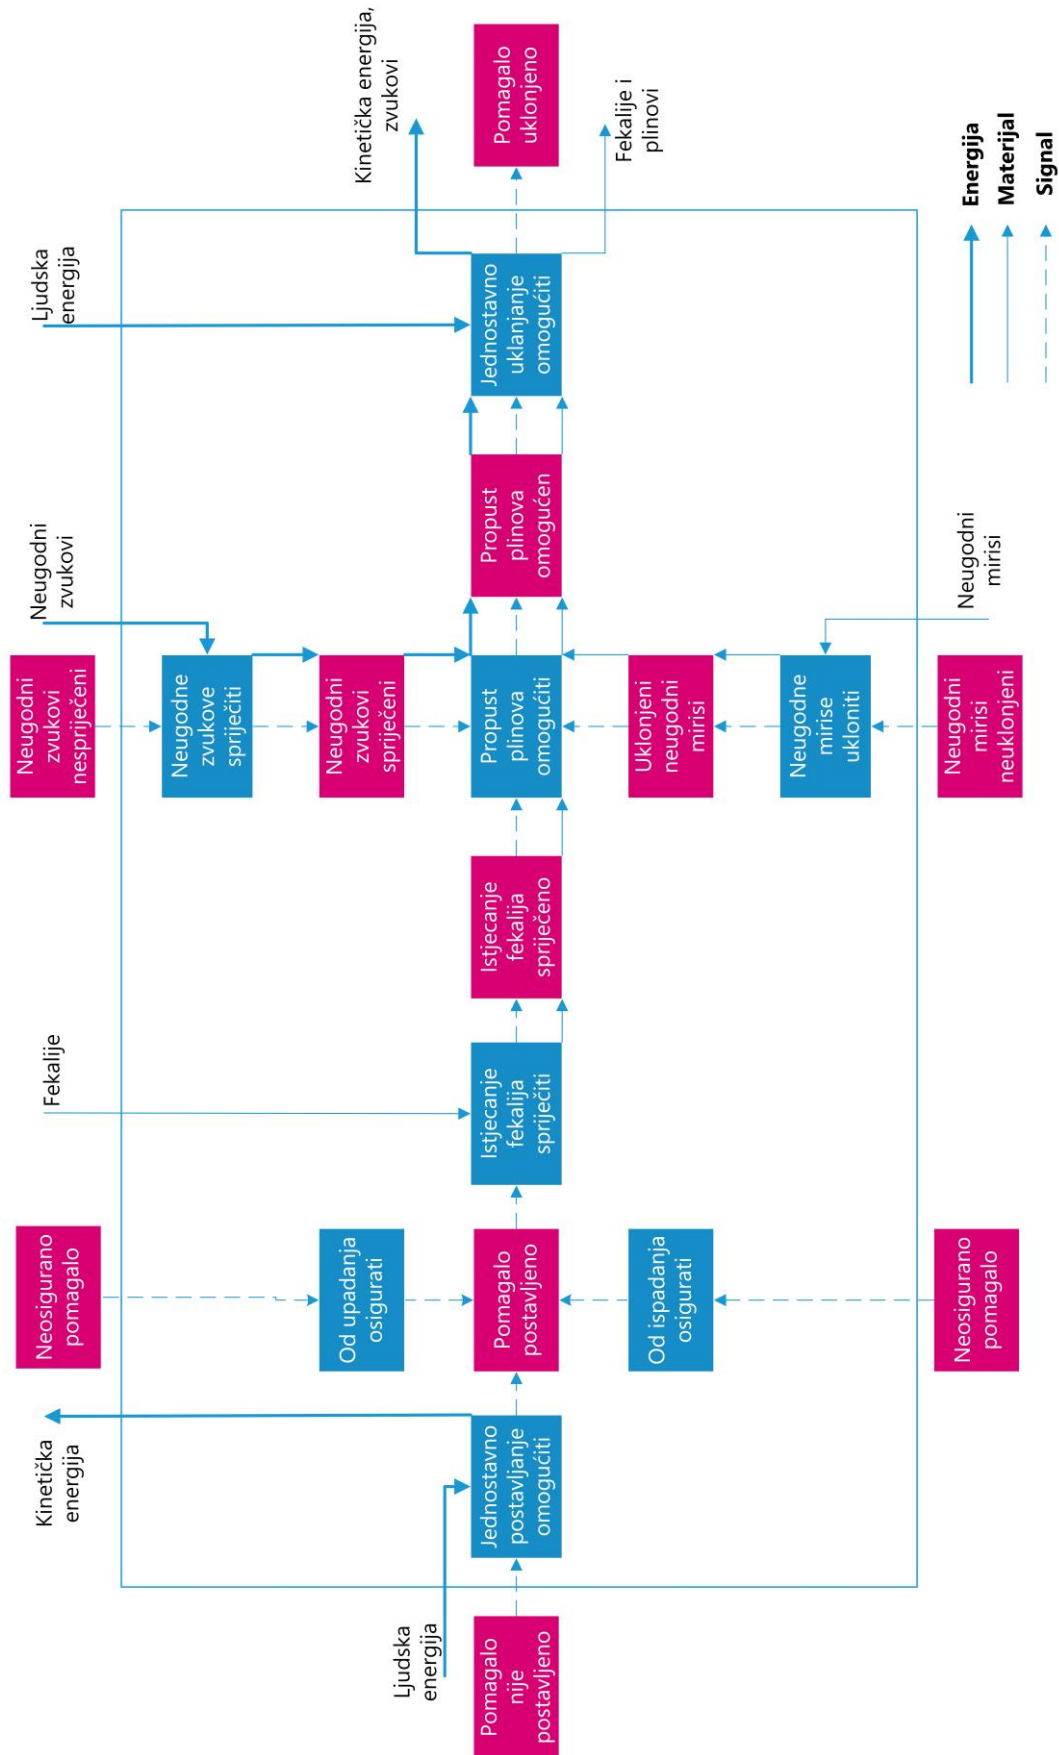 Pomagalo
nije
postavljeno
Ljudska
energija
Jednostavno
postavljanje
omogućiti
Kinetička
energija
Neosigurano
pomagalo
Od upadanja
osigurati
Pomagalo
postavljeno
Od ispadanja
osigurati
Neosigurano
pomagalo
Fekalije
Istjecanje
fekalija
spriječiti
Istjecanje
fekalija
spriječeno
Neugodni
zvukovi
nespriječeni
Neugodni
zvukovi
Neugodne
zvukove
spriječiti
Neugodni
zvukovi
spriječeni
Propust
plinova
omogućiti
Uklonjeni
neugodni
mirisi
Neugodne
mirise
ukloniti
Neugodni
mirisi
neuklonjeni
Neugodni
mirisi
Propust
plinova
omogućen
Ljudska
energija
Jednostavno
uklanjanje
omogućiti
Kinetička energija,
zvukovi
Pomagalo
uklonjeno
Fekalije i
plinovi
Energija
Materijal
Signal